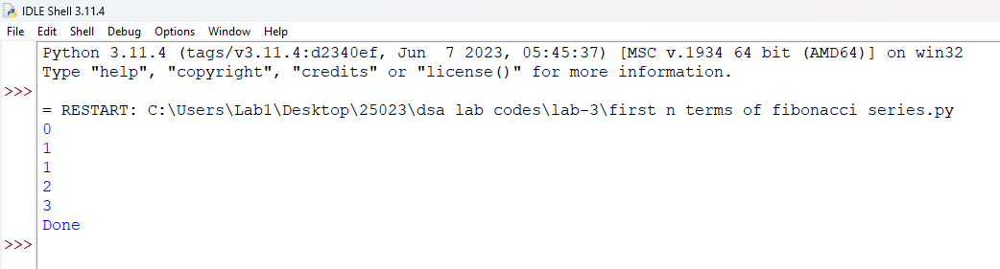 IDLE Shell 3.11.4
File Edit Shell Debug Options Window Help
Python 3.11.4 (tags/v3.11.4:d2340ef, Jun  7 2023, 05:45:37) [MSC v.1934 64 bit (AMD64)] on win32
Type "help", "copyright", "credits" or "license()" for more information.
>>>
= RESTART: C:\Users\Lab1\Desktop\25023\dsa lab codes\lab-3\first n terms of fibonacci series.py
0
1
1
2
3
Done
>>>